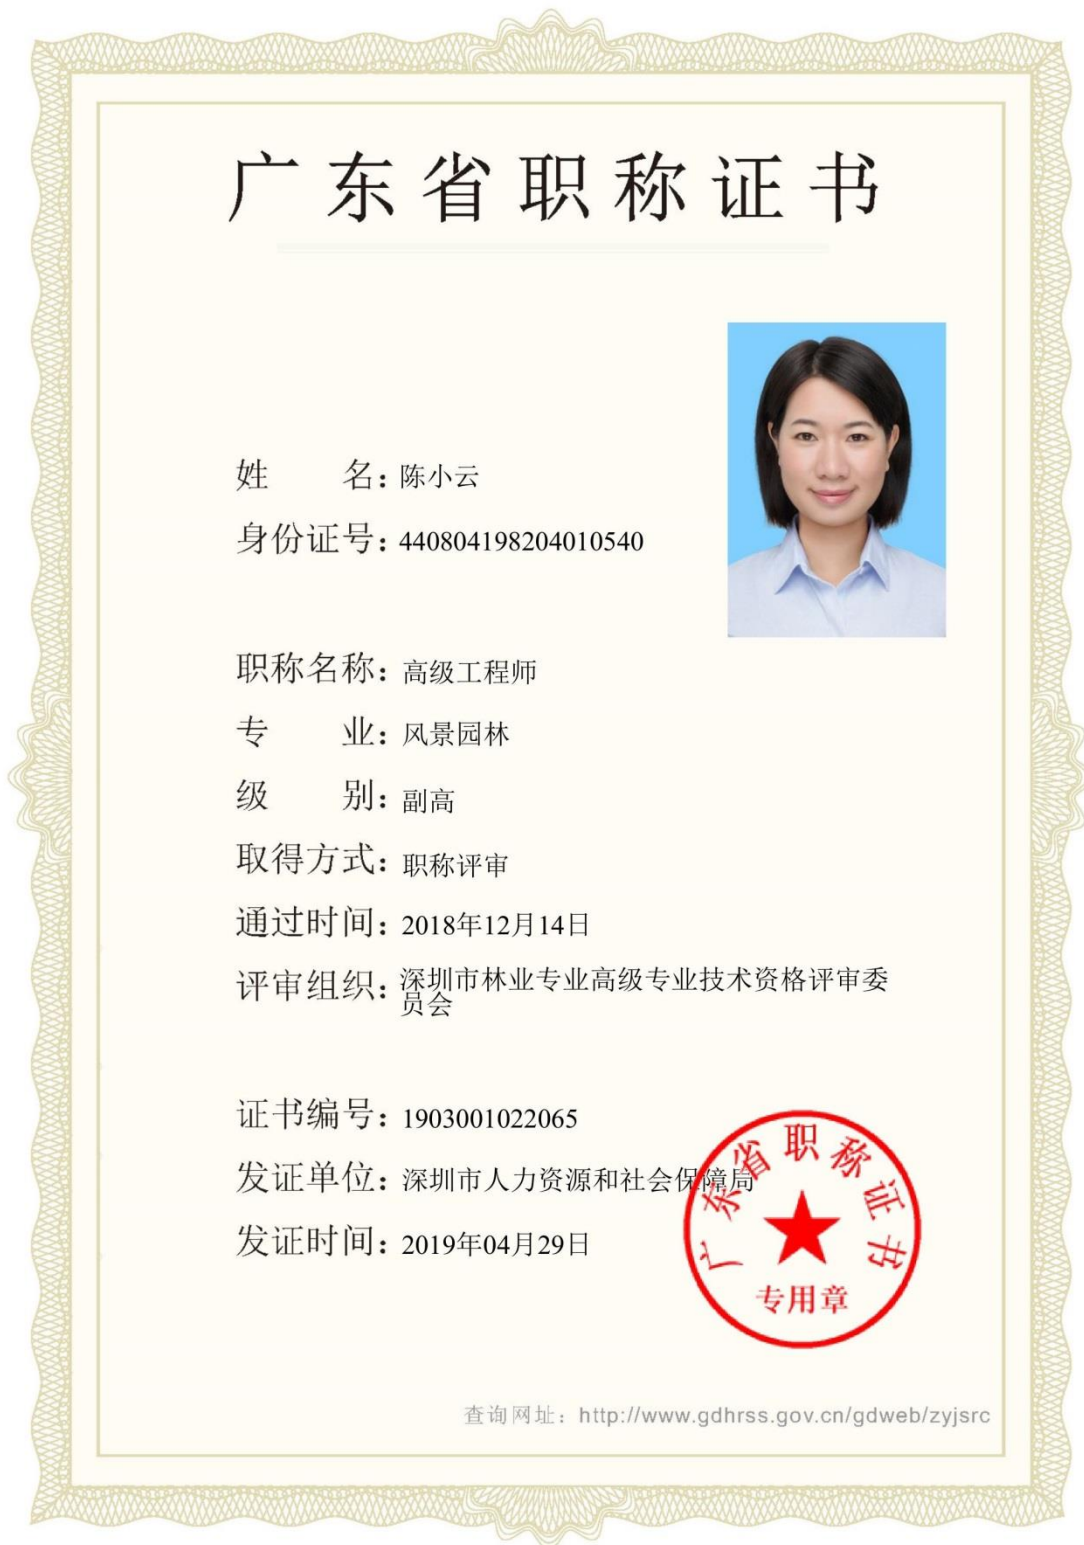 广东省职称证书
姓 名：陈小云
身份证号：440804198204010540
职称名称：高级工程师
专 业：风景园林
级 别：副高
取得方式：职称评审
通过时间：2018年12月14日
评审组织：深圳市林业专业高级专业技术资格评审委
员会
证书编号：1903001022065
发证单位：深圳市人力资源和社会保障局
发证时间：2019年04月29日
广东省职称证书
专用章
查询网址：http://www.gdhrss.gov.cn/gdweb/zyjsrc